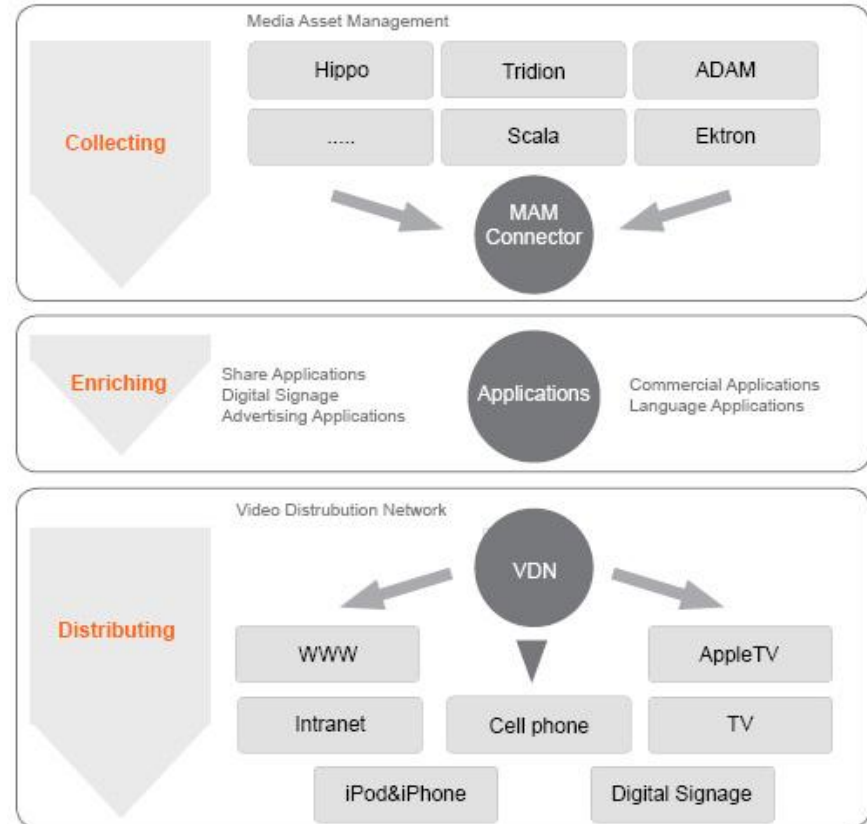 Media Asset Management
Hippo
Tridion
ADAM
Collecting
.....
Scala
Ektron
MAM
Connector
Enriching
Share Applications
Digital Signage
Advertising Applications
Applications
Commercial Applications
Language Applications
Video Distrubution Network
VDN
Distributing
WWW
AppleTV
Intranet
Cell phone
TV
iPod&iPhone
Digital Signage